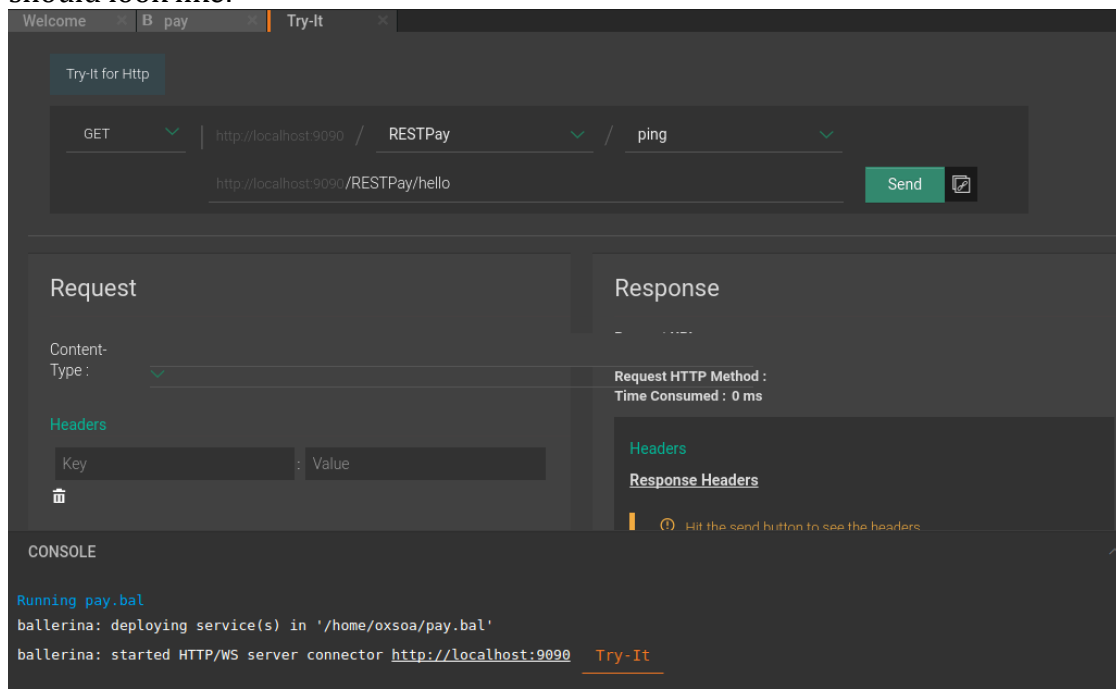 Welcome × B pay × Try-It ×
Try-It for Http
GET http://localhost:9090 / RESTPay / ping
http://localhost:9090/RESTPay/hello
Send
Request
Content-
Type :
Headers
Key : Value
Response
Request HTTP Method :
Time Consumed : 0 ms
Headers
Response Headers
Hit the send button to see the headers
CONSOLE
Running pay.bal
ballerina: deploying service(s) in '/home/oxsoa/pay.bal'
ballerina: started HTTP/WS server connector http://localhost:9090 Try-It